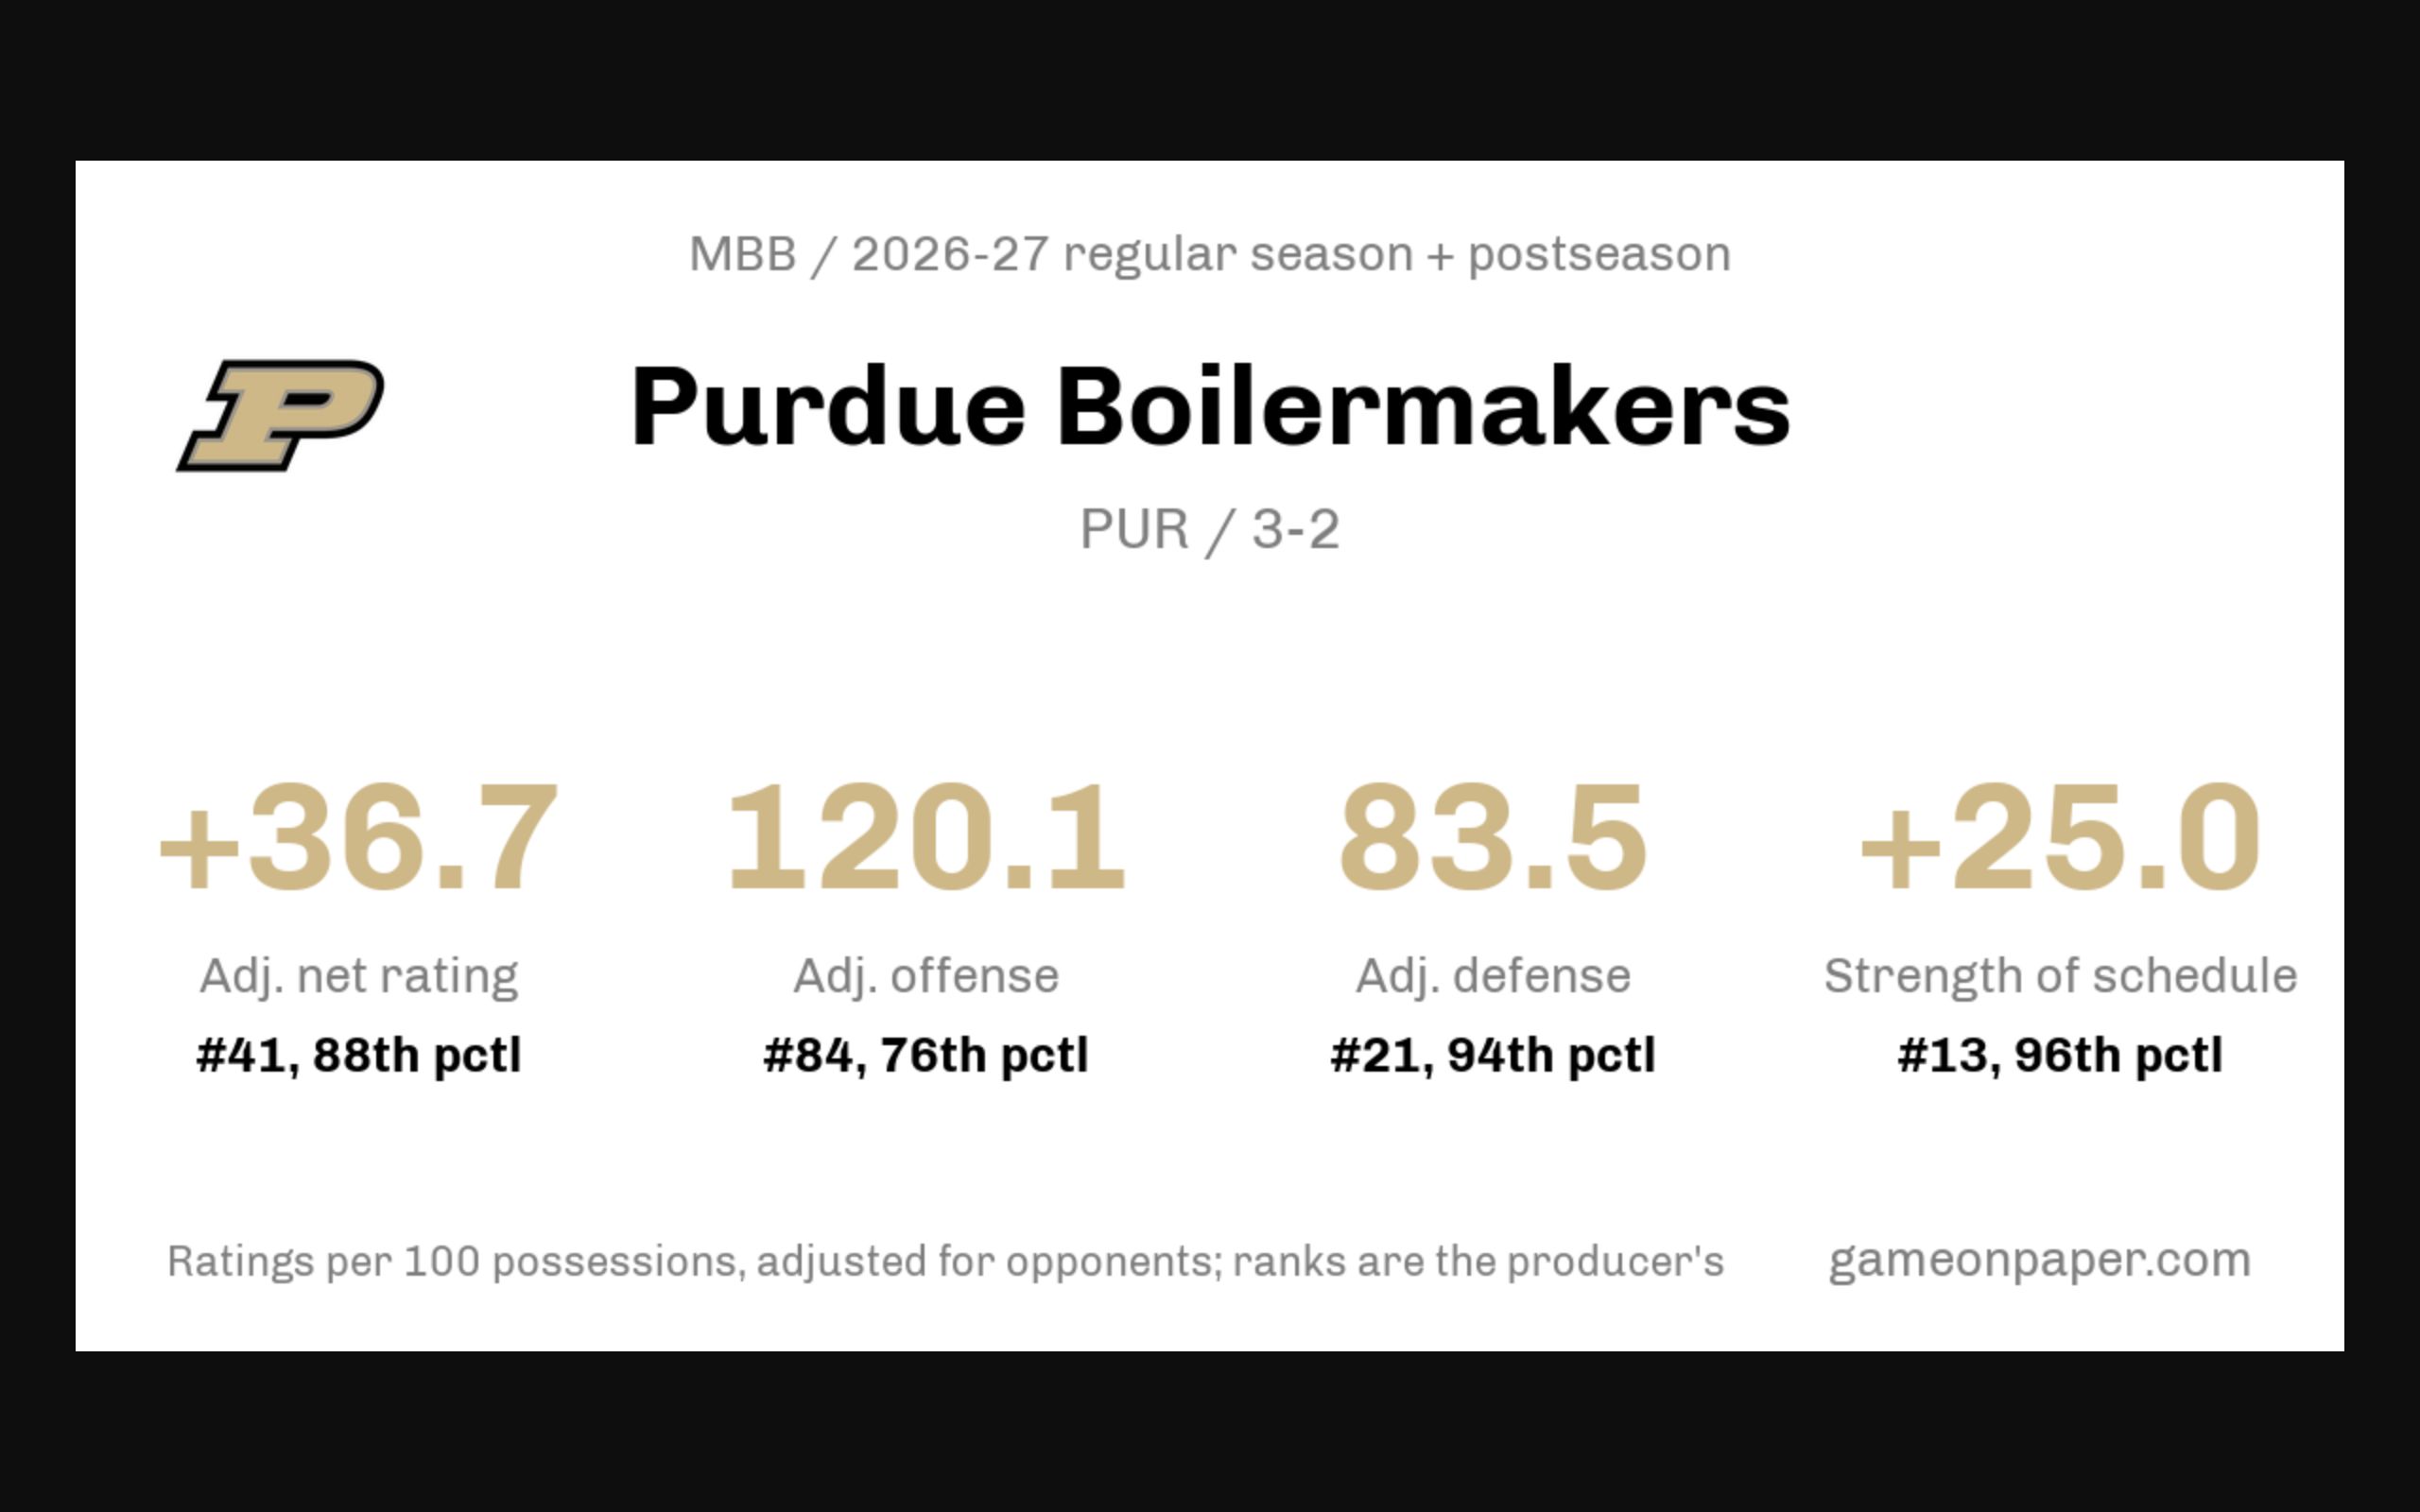 MBB / 2026-27 regular season + postseason
P
Purdue Boilermakers
PUR / 3-2
+36.7 120.1 83.5 +25.0
Adj. net rating Adj. offense Adj. defense Strength of schedule
#41, 88th pctl #84, 76th pctl #21, 94th pctl #13, 96th pctl
Ratings per 100 possessions, adjusted for opponents; ranks are the producer's gameonpaper.com